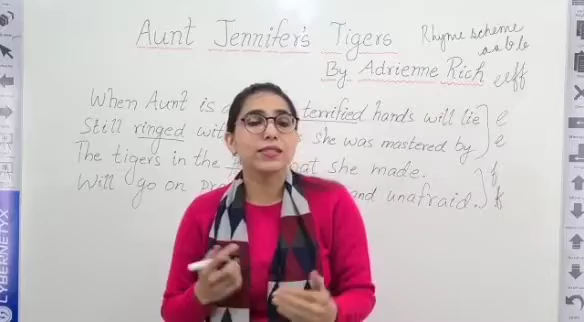 Aunt Jennifer's Tigers
Rhyme scheme
a a b b
By Adrienne Rich
eeff
When Aunt is terrified hands will lie e
Still ringed she was mastered by e
The tigers in the that she made. f
Will go on and unafraid. f
CYBERNETYX